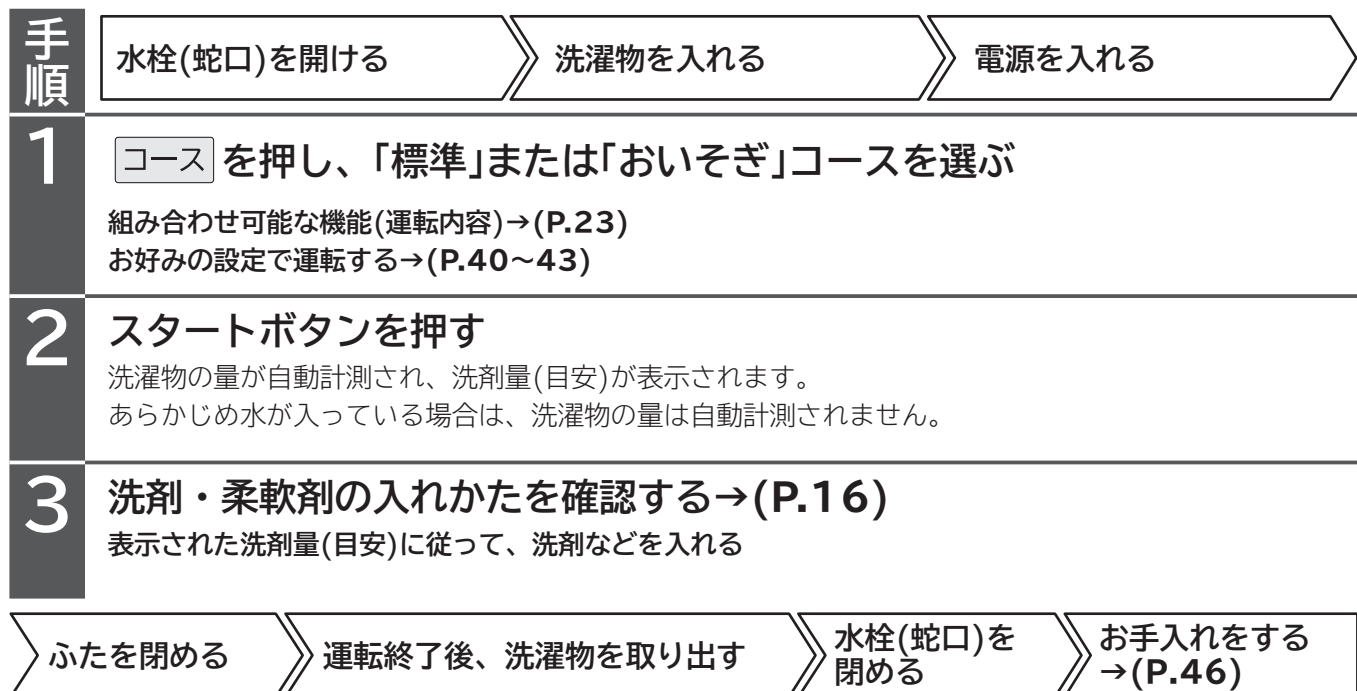 手順
水栓(蛇口)を開ける
洗濯物を入れる
電源を入れる
1
コース を押し、「標準」または「おいそぎ」コースを選ぶ
組み合わせ可能な機能(運転内容)→(P.23)
お好みの設定で運転する→(P.40～43)
2
スタートボタンを押す
洗濯物の量が自動計測され、洗剤量(目安)が表示されます。
あらかじめ水が入っている場合は、洗濯物の量は自動計測されません。
3
洗剤・柔軟剤の入れかたを確認する→(P.16)
表示された洗剤量(目安)に従って、洗剤などを入れる
ふたを閉める
運転終了後、洗濯物を取り出す
水栓(蛇口)を
閉める
お手入れをする
→(P.46)